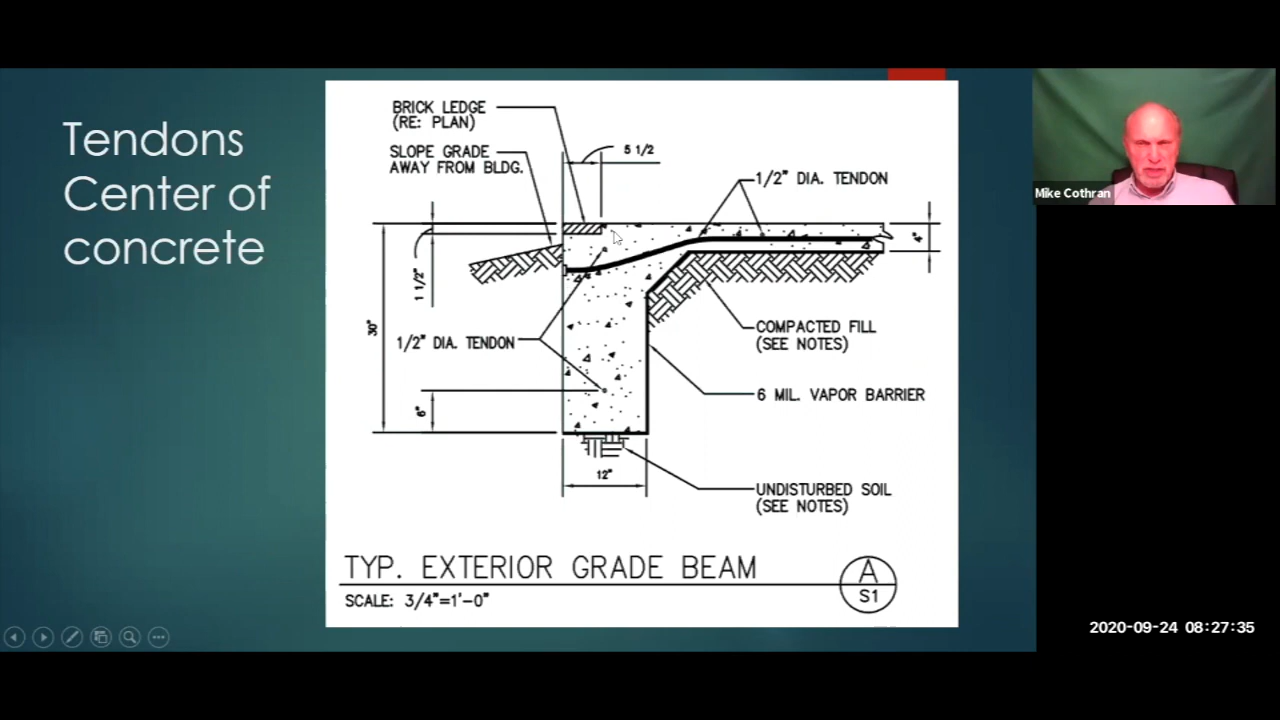 Tendons
Center of
concrete
BRICK LEDGE
(RE: PLAN)
SLOPE GRADE
AWAY FROM BLDG.
5 1/2
1/2" DIA. TENDON
4"
1 1/2"
30"
1/2" DIA. TENDON
COMPACTED FILL
(SEE NOTES)
6 MIL. VAPOR BARRIER
6"
12"
UNDISTURBED SOIL
(SEE NOTES)
TYP. EXTERIOR GRADE BEAM
SCALE: 3/4"=1'-0"
A
S1
Mike Cothran
2020-09-24 08:27:35